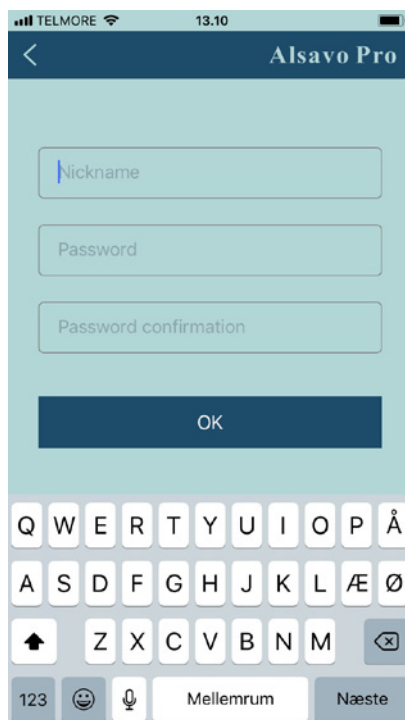 TELMORE 13.10
Alsavo Pro
Nickname
Password
Password confirmation
OK
Q W E R T Y U I O P Å
A S D F G H J K L Æ Ø
Z X C V B N M
123 Mellemrum Næste